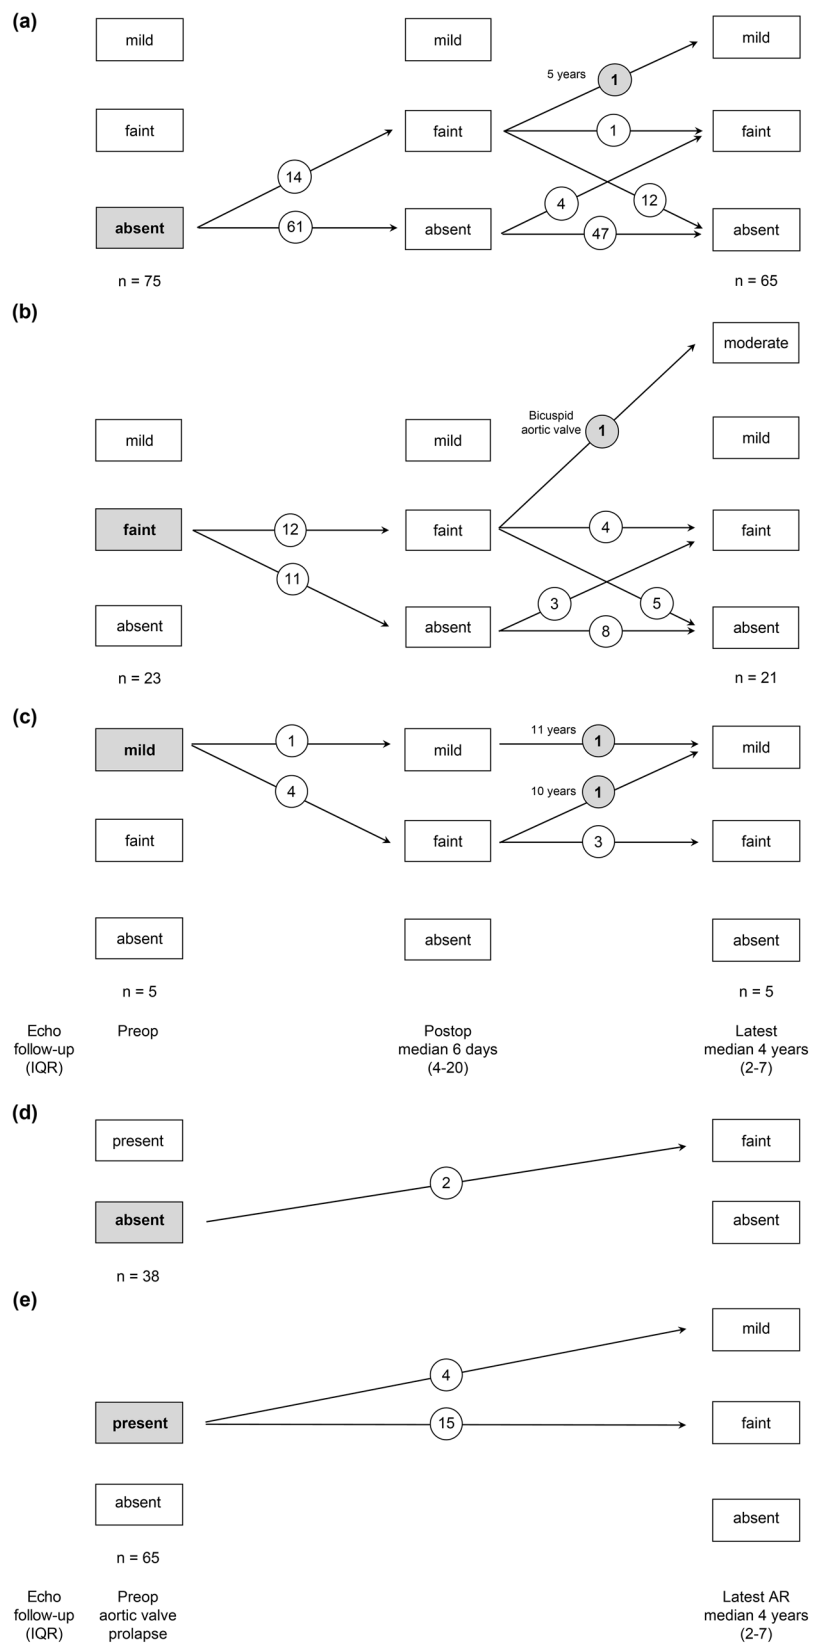 (a)
mild mild mild
5 years 1
faint faint 1 faint
14
4 12
absent 61 absent 47 absent
n = 75 n = 65
(b)
moderate
Bicuspid
aortic valve 1
mild mild mild
faint 12 faint 4 faint
11
3 5
absent absent 8 absent
n = 23 n = 21
(c)
11 years
mild 1 mild 1 mild
4 10 years 1
faint faint 3 faint
absent absent absent
n = 5 n = 5
Echo Preop Postop Latest
follow-up median 6 days median 4 years
(IQR) (4-20) (2-7)
(d)
present faint
2
absent absent
n = 38
(e)
mild
4
present 15 faint
absent absent
n = 65
Echo Preop Latest AR
follow-up aortic valve median 4 years
(IQR) prolapse (2-7)